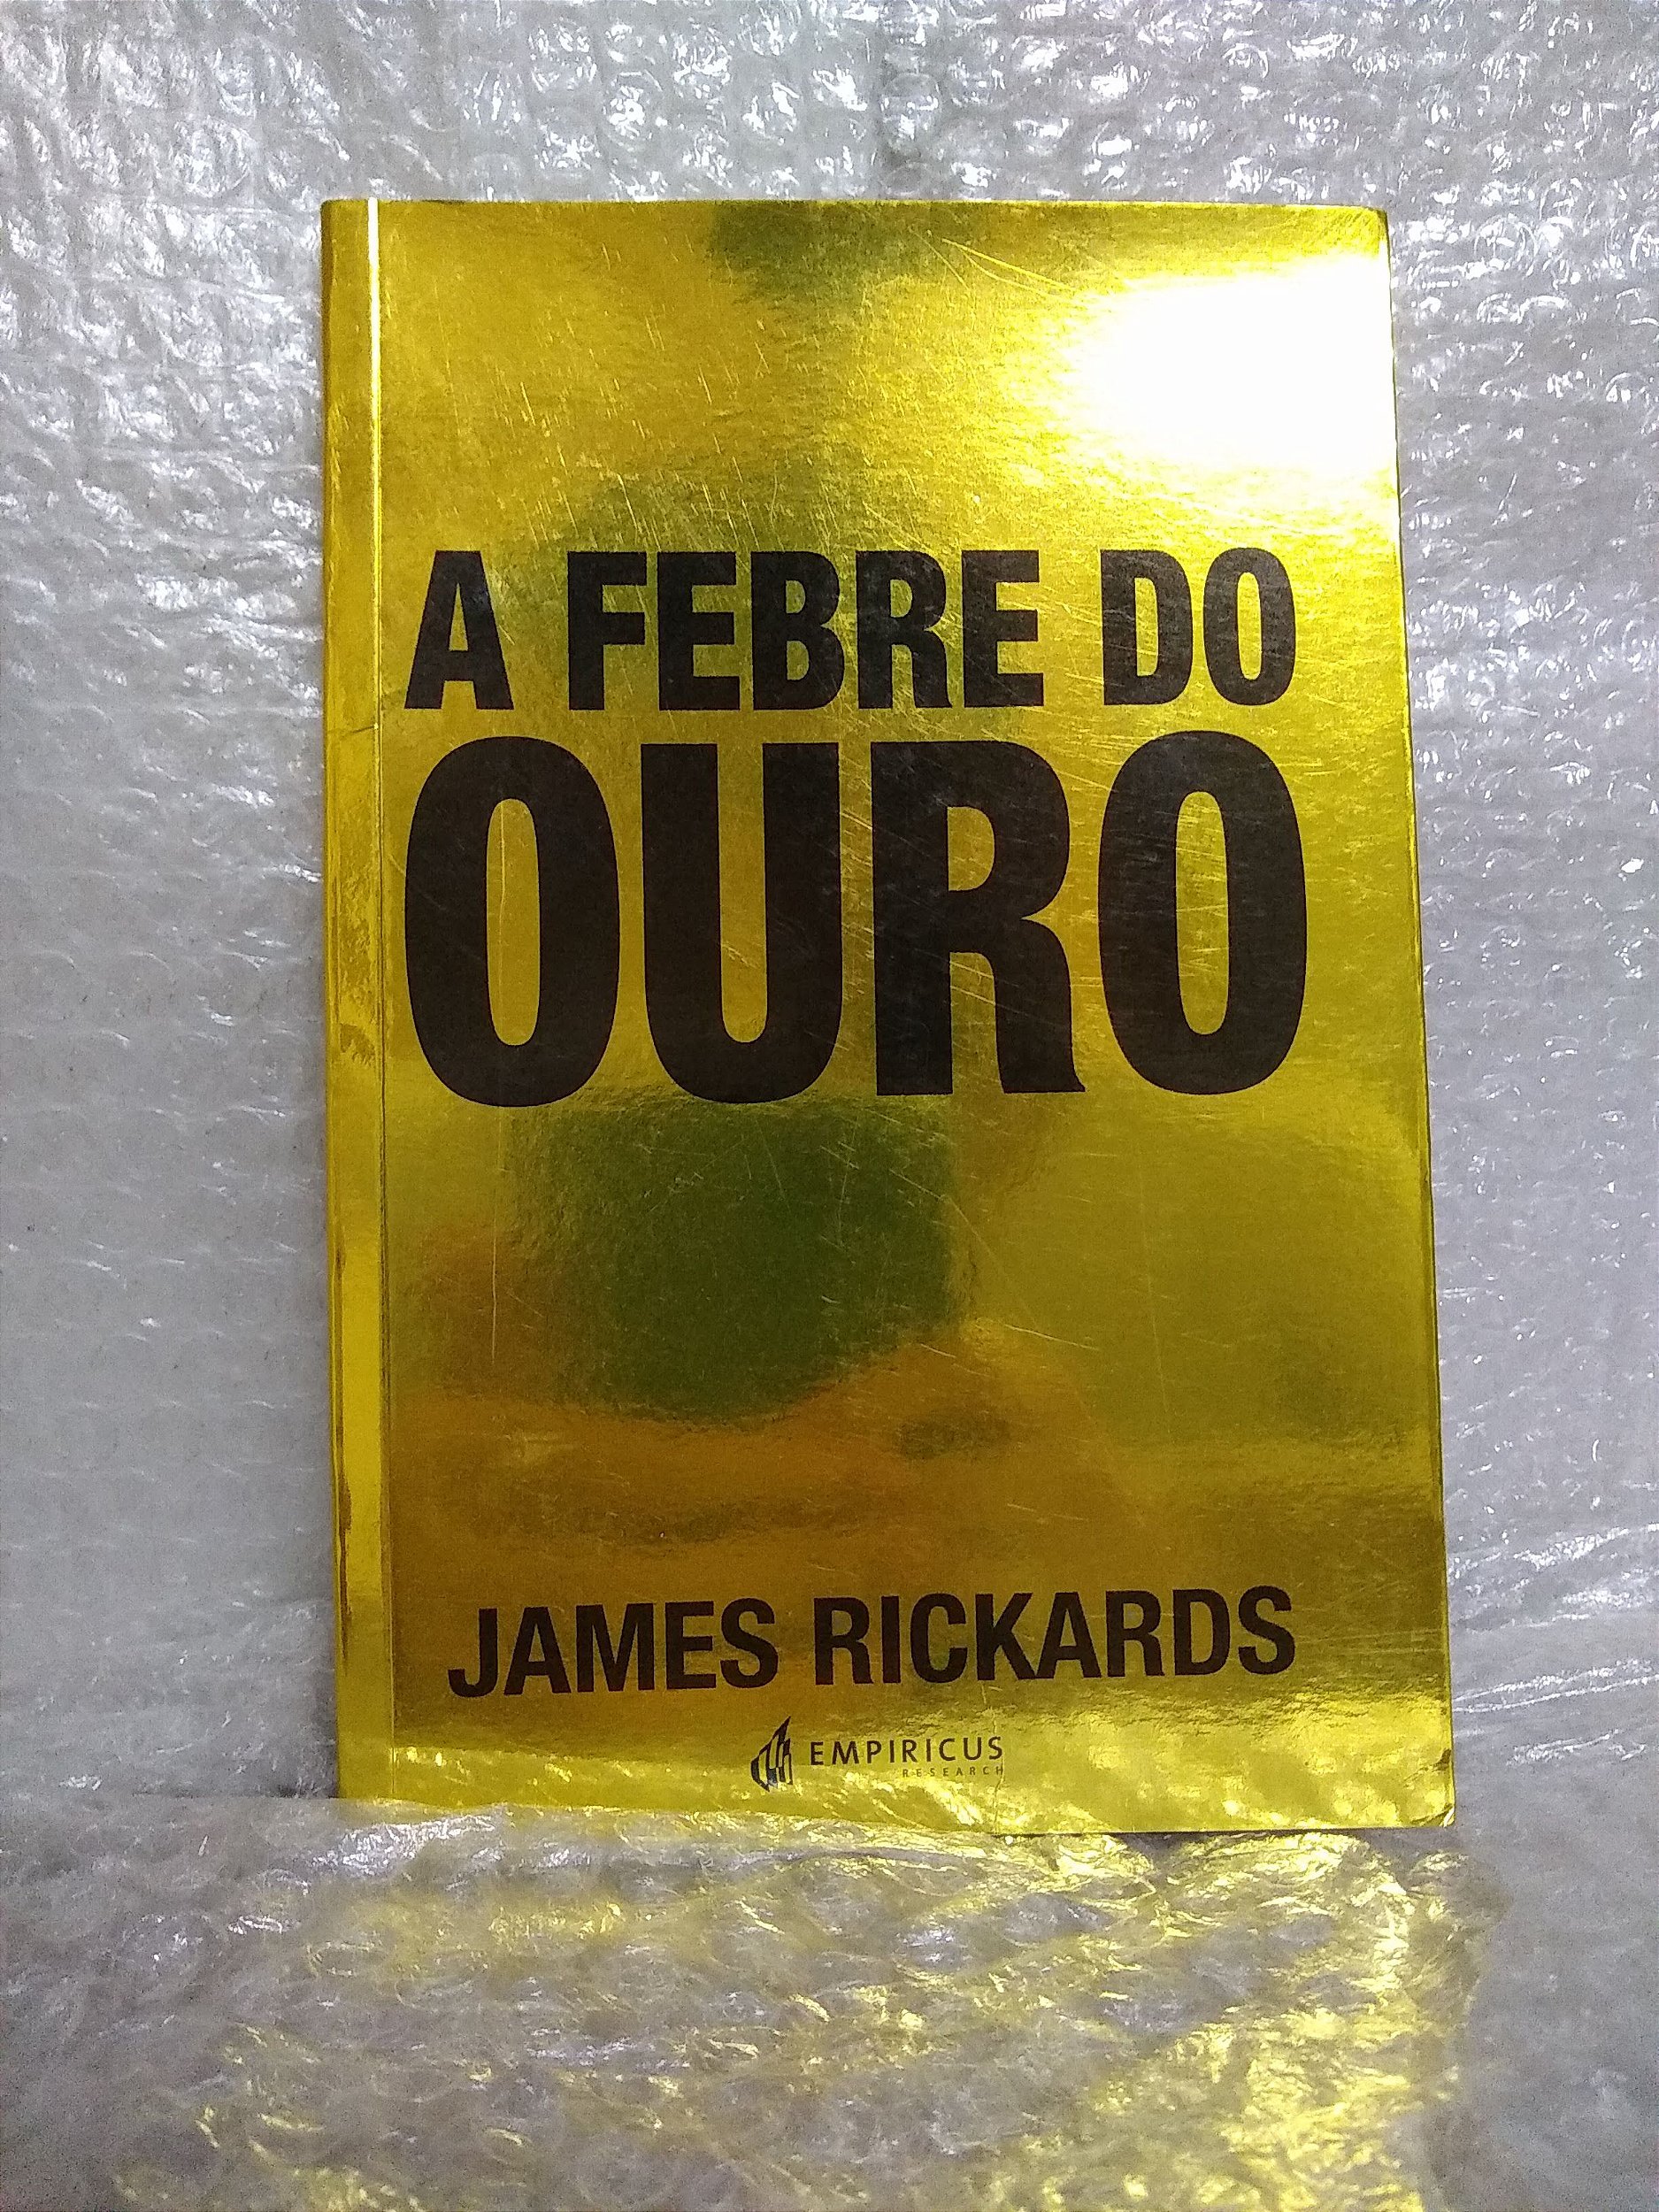 A FEBRE DO
OURO
JAMES RICKARDS
EMPIRICUS
RESEARCH